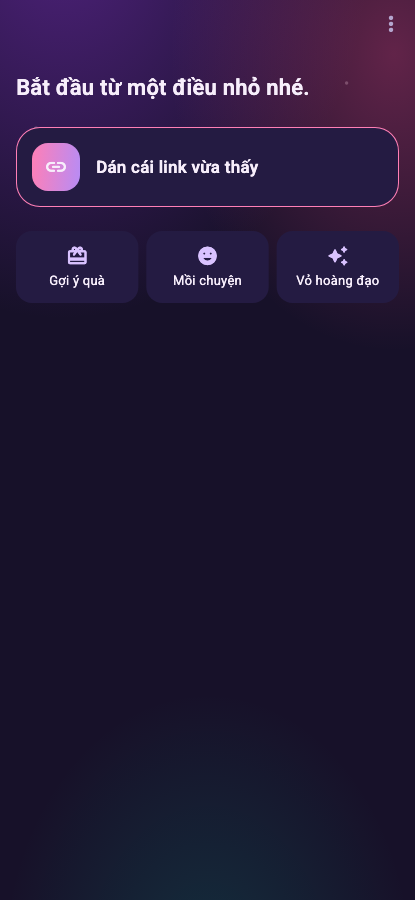 Bắt đầu từ một điều nhỏ nhé.
Dán cái link vừa thấy
Gợi ý quà
Mồi chuyện
Vỏ hoàng đạo